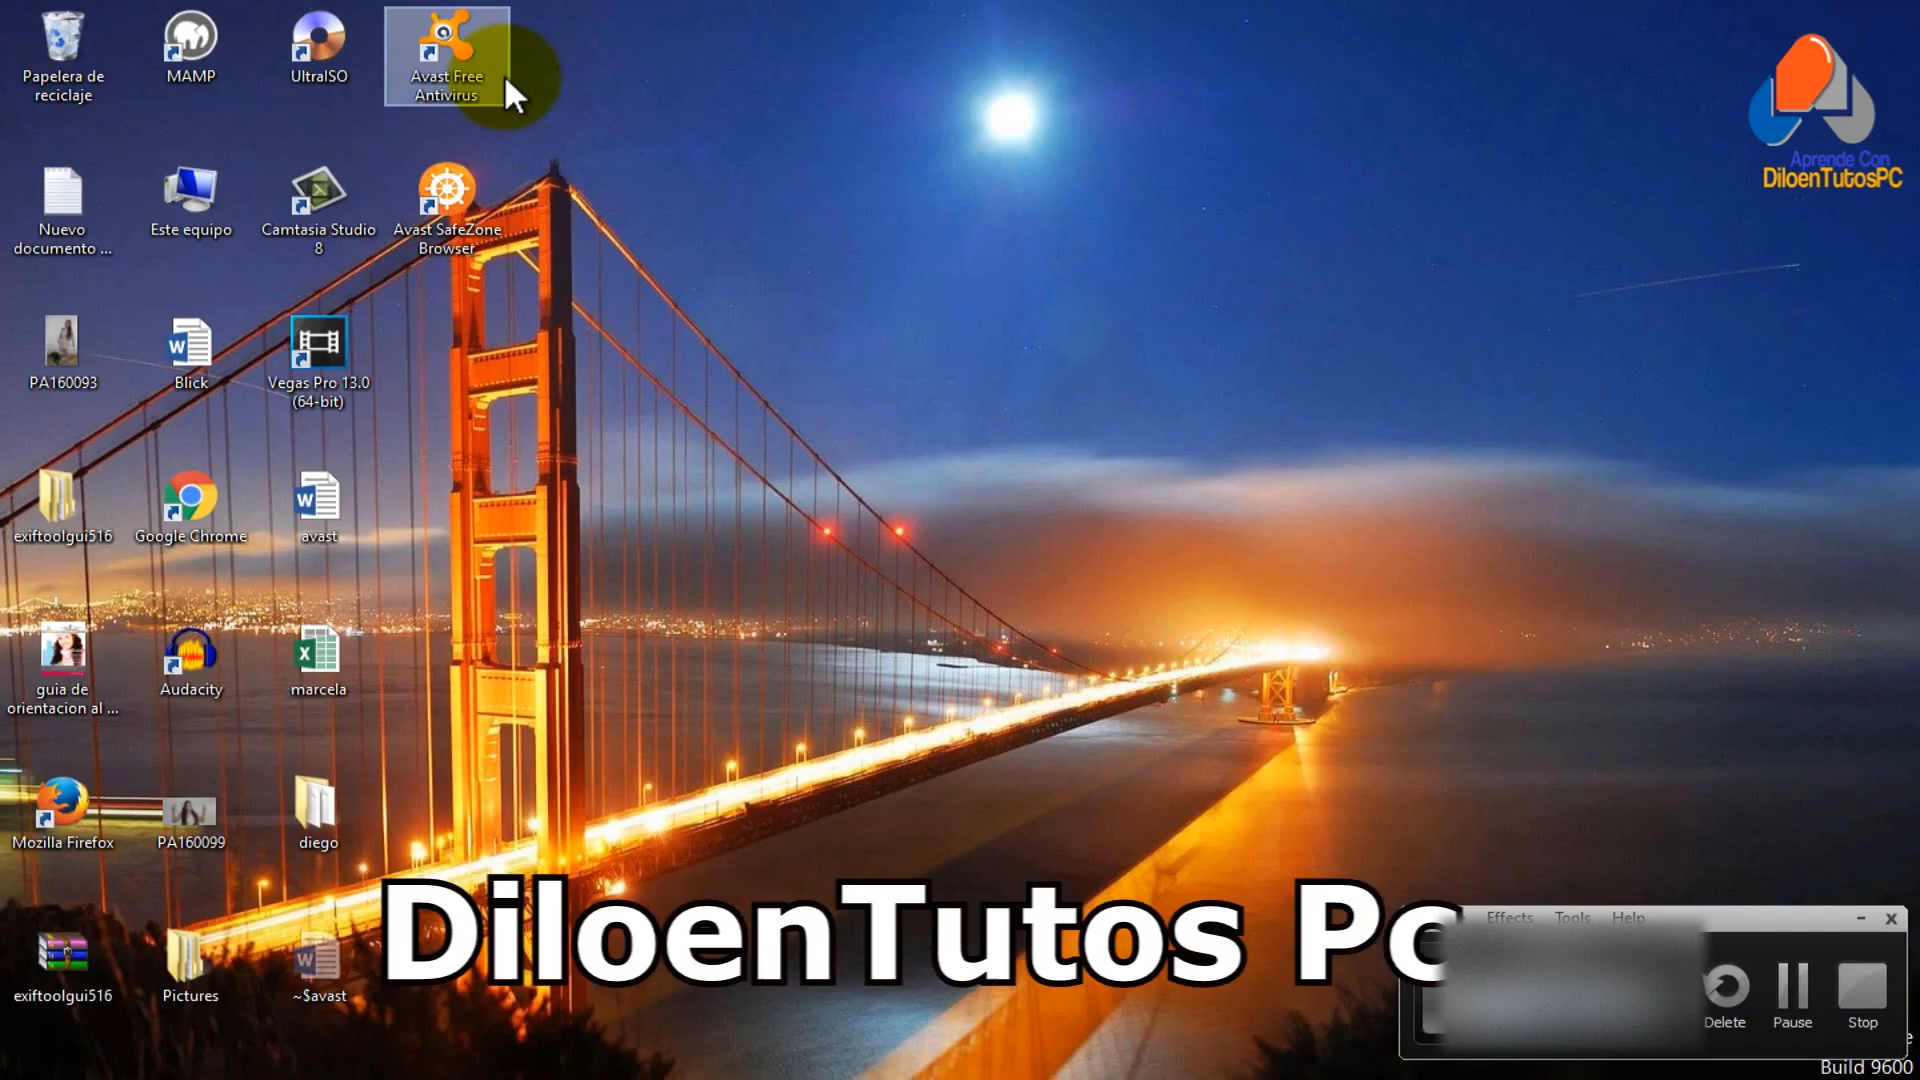 Papelera de
reciclaje
MAMP
UltraISO
Avast Free
Antivirus
Aprende Con
DiloenTutosPC
Nuevo
documento ...
Este equipo
Camtasia Studio
8
Avast SafeZone
Browser
PA160093
Blick
Vegas Pro 13.0
(64-bit)
exiftoolgui516
Google Chrome
avast
guia de
orientacion al ...
Audacity
marcela
Mozilla Firefox
PA160099
diego
exiftoolgui516
Pictures
~$avast
DiloenTutos Pc
Effects Tools Help
Delete
Pause
Stop
Build 9600